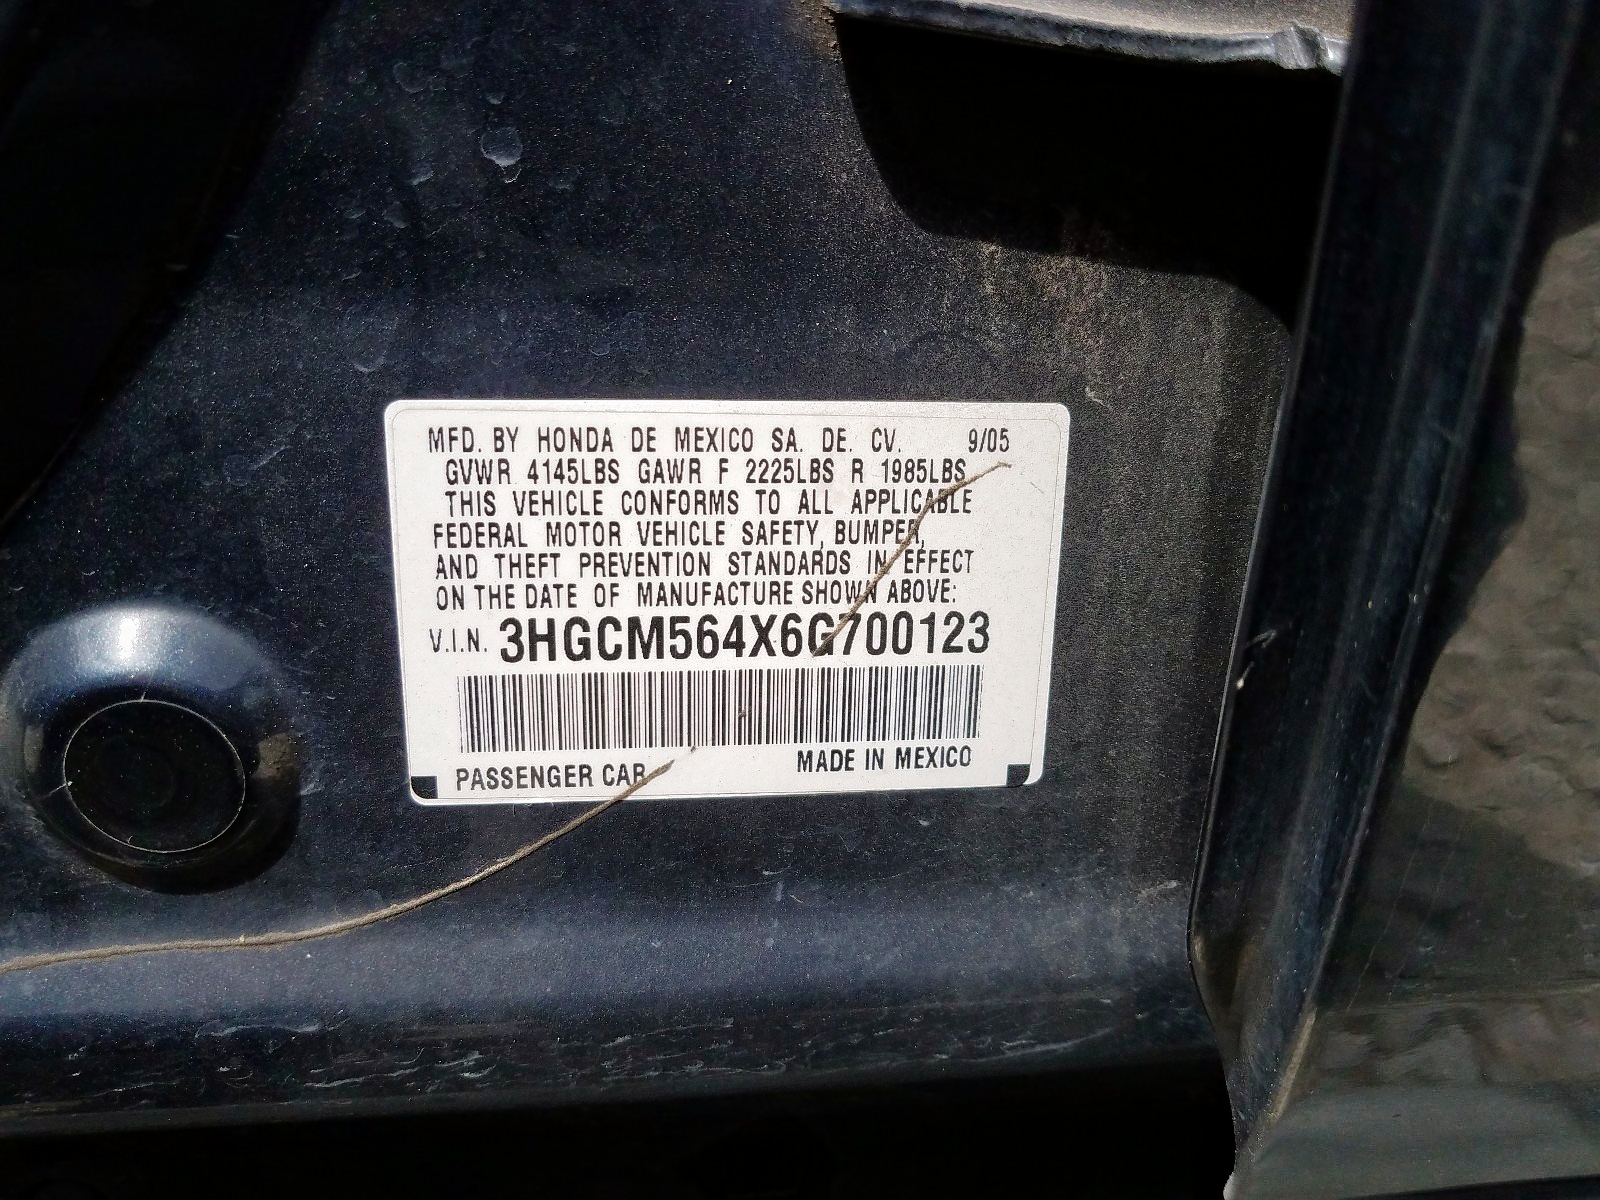 MFD. BY HONDA DE MEXICO SA. DE. CV. 9/05
GVWR 4145LBS GAWR F 2225LBS R 1985LBS
THIS VEHICLE CONFORMS TO ALL APPLICABLE
FEDERAL MOTOR VEHICLE SAFETY, BUMPER,
AND THEFT PREVENTION STANDARDS IN EFFECT
ON THE DATE OF MANUFACTURE SHOWN ABOVE:
V.I.N. 3HGCM564X6G700123
PASSENGER CAR MADE IN MEXICO